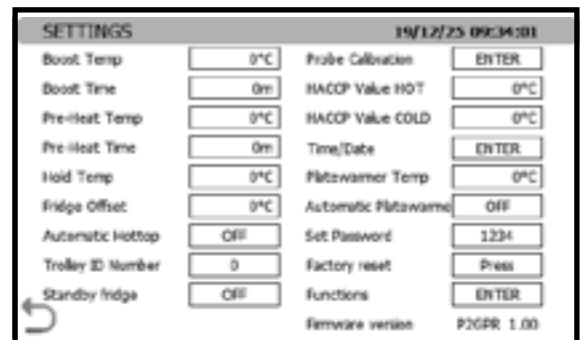 SETTINGS 19/12/25 09:34:01
Boost Temp 0°C Probe Calibration ENTER
Boost Time 0m HACCP Value HOT 0°C
Pre-Heat Temp 0°C HACCP Value COLD 0°C
Pre-Heat Time 0m Time/Date ENTER
Hold Temp 0°C Platewarmer Temp 0°C
Fridge Offset 0°C Automatic Platewarme OFF
Automatic Hottop OFF Set Password 1234
Trolley ID Number 0 Factory reset Press
Standby fridge OFF Functions ENTER
Firmware version P2GPR 1.00